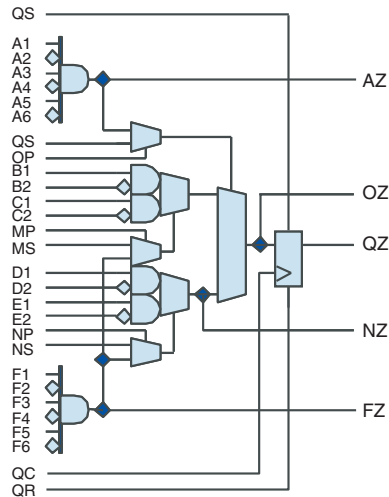 QS
A1
A2
A3
A4
A5
A6
AZ
QS
OP
B1
B2
C1
C2
MP
MS
OZ
QZ
D1
D2
E1
E2
NP
NS
NZ
F1
F2
F3
F4
F5
F6
FZ
QC
QR